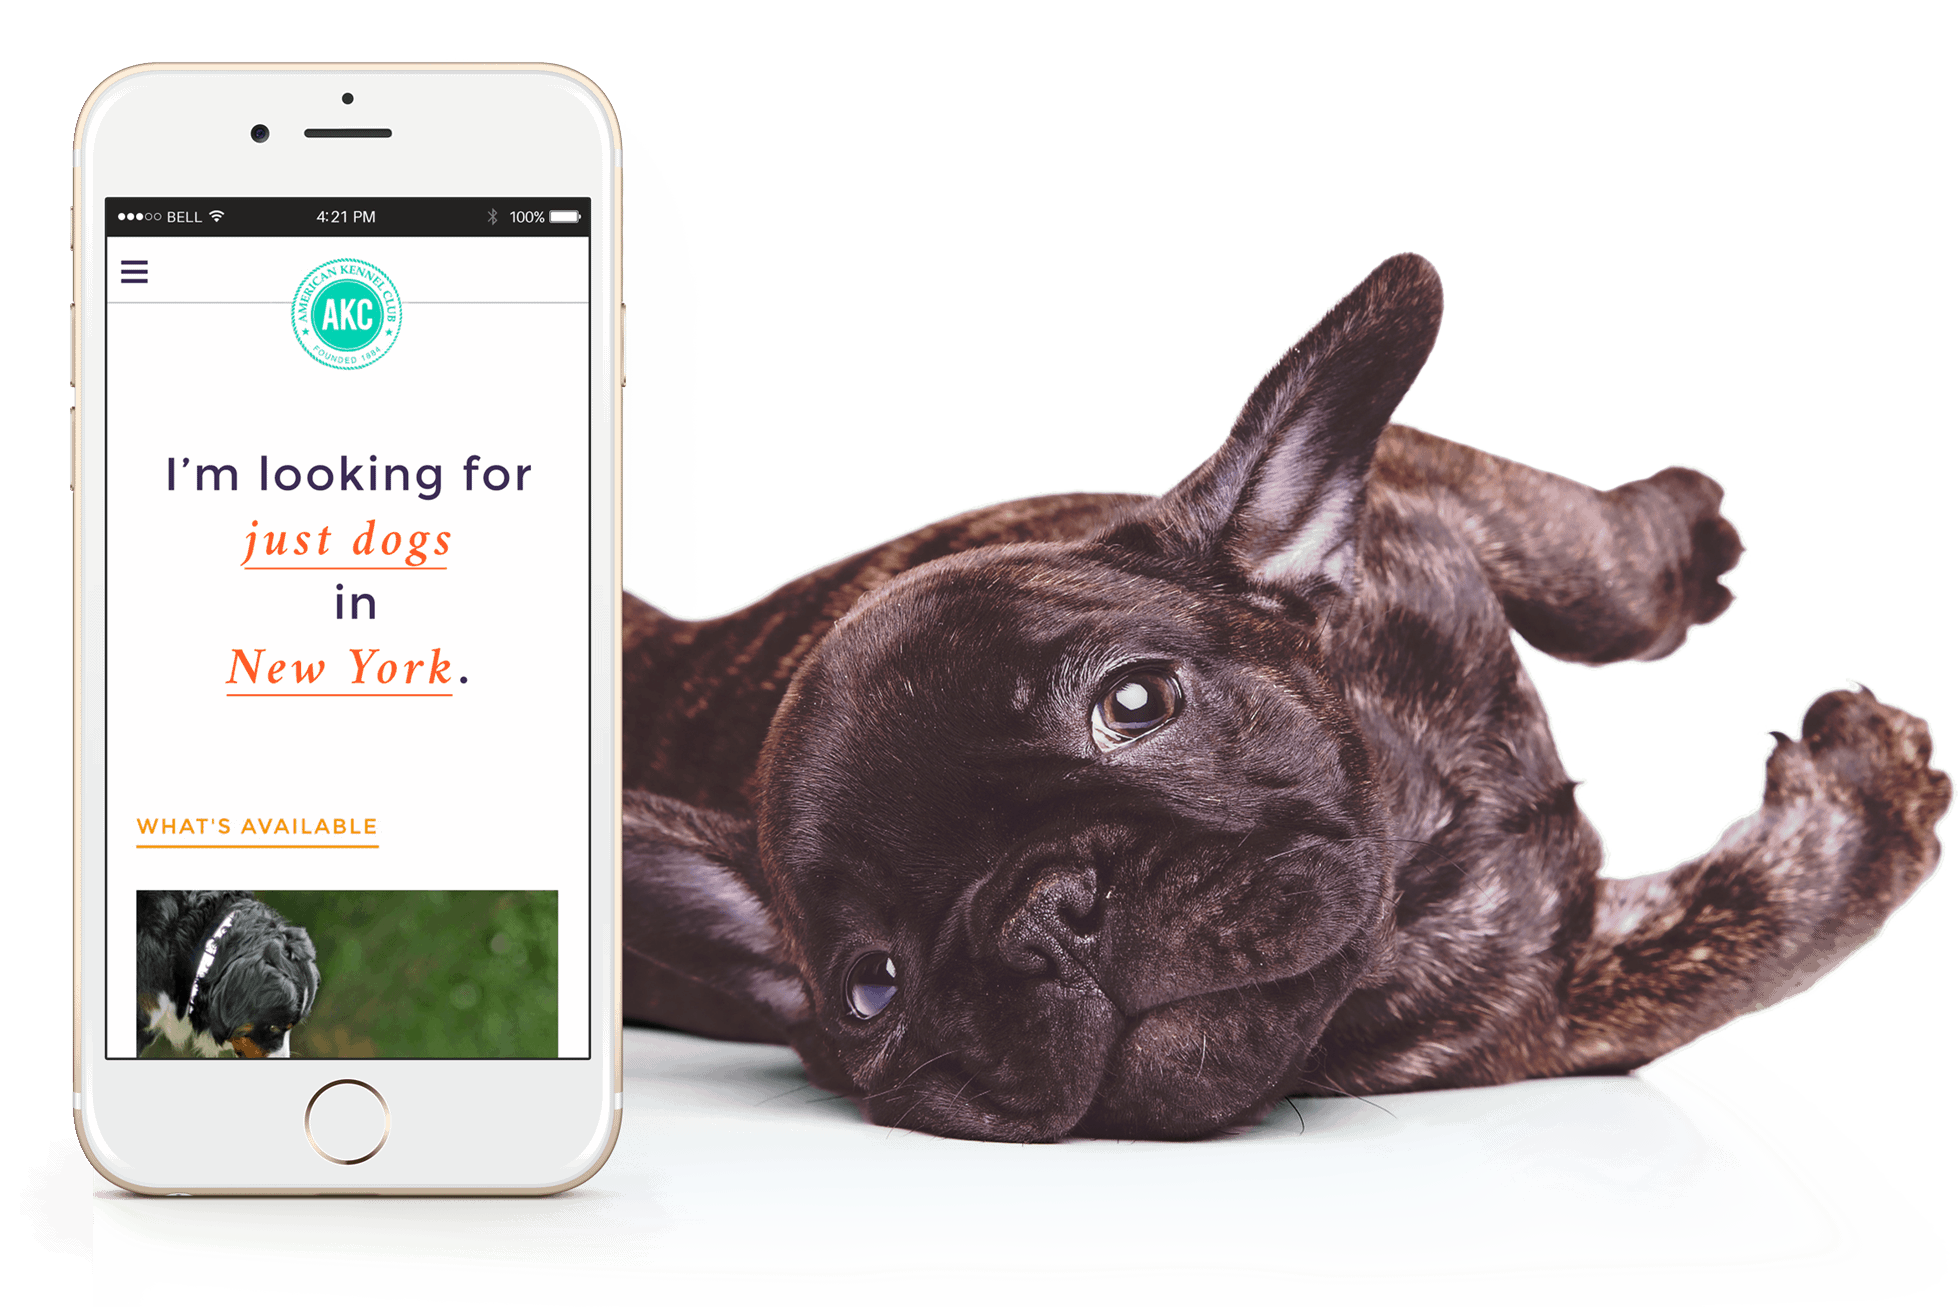 BELL
4:21 PM
100%
AMERICAN KENNEL CLUB
AKC
FOUNDED 1884
I’m looking for
just dogs
in
New York.
WHAT'S AVAILABLE